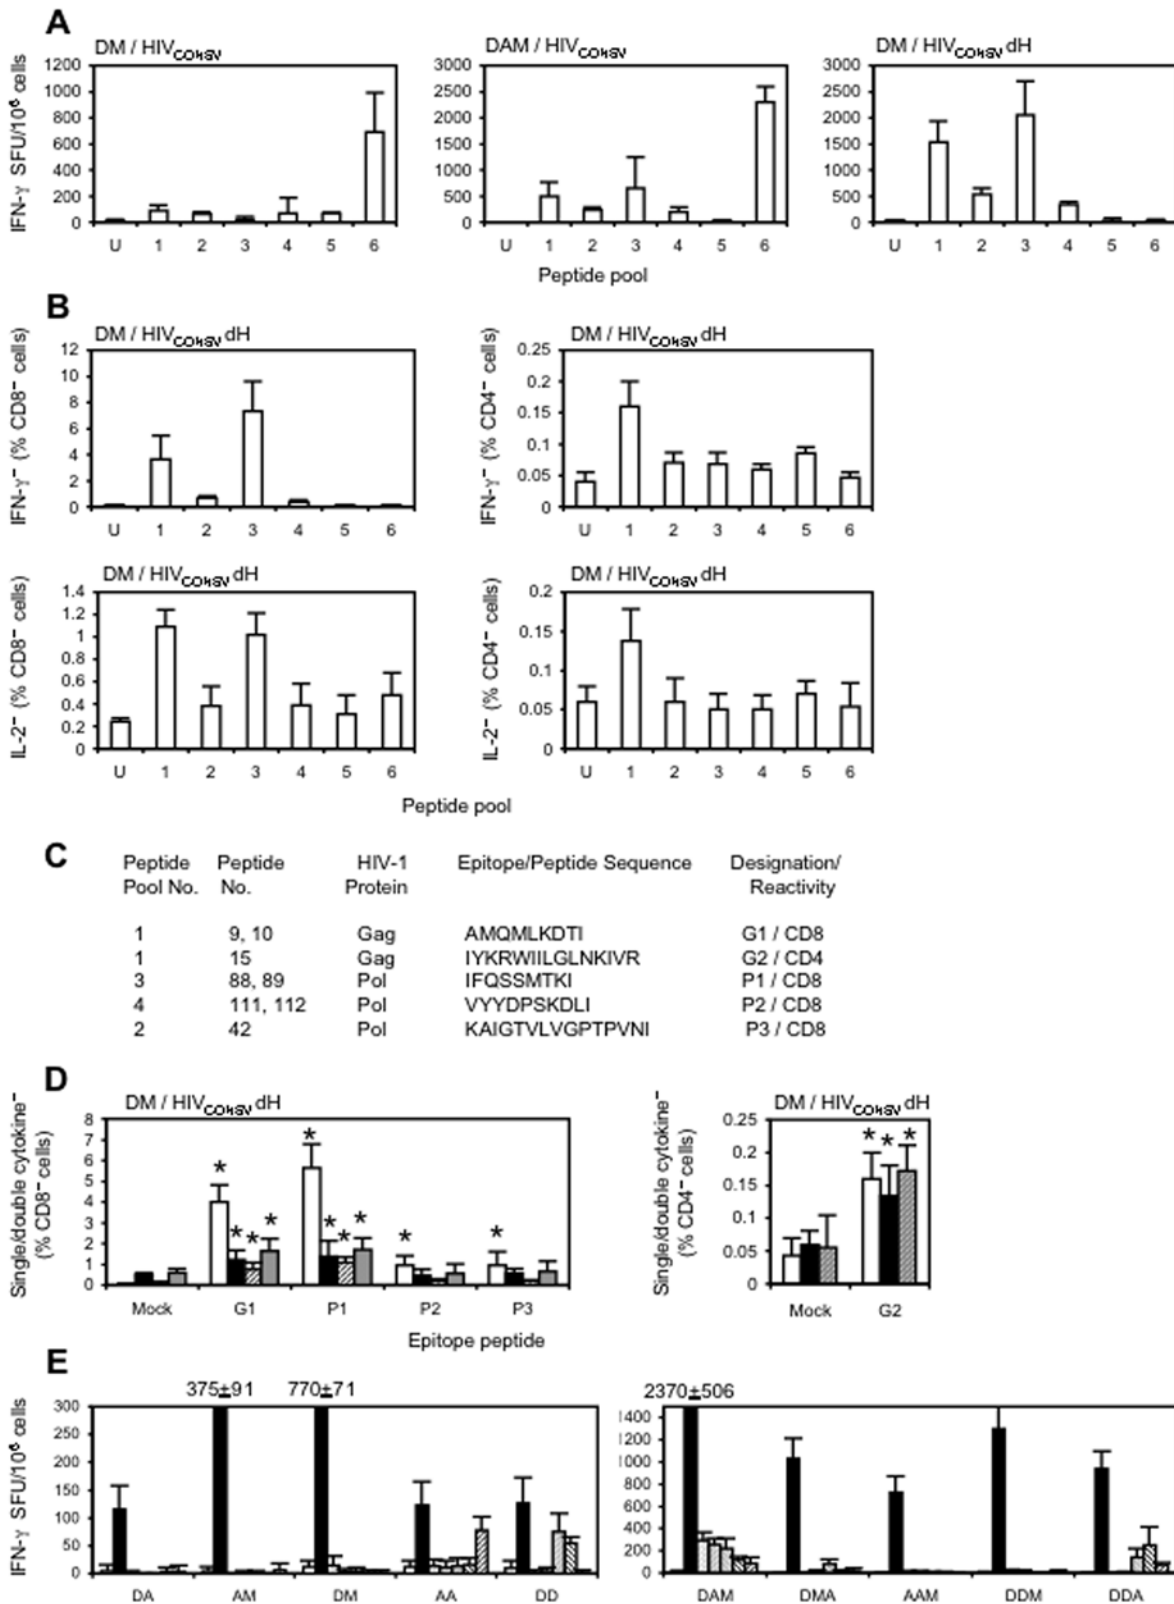 A
DM / HIVCONSV
DAM / HIVCONSV
DM / HIVCONSV dH
IFN-γ SFU/10⁶ cells
1200
1000
800
600
400
200
0
U 1 2 3 4 5 6
3000
2500
2000
1500
1000
500
0
U 1 2 3 4 5 6
3000
2500
2000
1500
1000
500
0
U 1 2 3 4 5 6
Peptide pool
B
DM / HIVCONSV dH
IFN-γ⁻ (% CD8⁻ cells)
12
10
8
6
4
2
0
U 1 2 3 4 5 6
DM / HIVCONSV dH
IFN-γ⁻ (% CD4⁻ cells)
0.25
0.2
0.15
0.1
0.05
0
U 1 2 3 4 5 6
DM / HIVCONSV dH
IL-2⁻ (% CD8⁻ cells)
1.4
1.2
1
0.8
0.6
0.4
0.2
0
U 1 2 3 4 5 6
DM / HIVCONSV dH
IL-2⁻ (% CD4⁻ cells)
0.2
0.15
0.1
0.05
0
U 1 2 3 4 5 6
Peptide pool
C
Peptide Peptide HIV-1 Epitope/Peptide Sequence Designation/
Pool No. No. Protein Reactivity
1 9, 10 Gag AMQMLKDTI G1 / CD8
1 15 Gag IYKRWIILGLNKIVR G2 / CD4
3 88, 89 Pol IFQSSMTKI P1 / CD8
4 111, 112 Pol VYYDPSKDLI P2 / CD8
2 42 Pol KAIGTVLVGPTPVNI P3 / CD8
D
DM / HIVCONSV dH
Single/double cytokine⁻
(% CD8⁻ cells)
8
7
6
5
4
3
2
1
0
* * * *
* * * *
* *
Mock G1 P1 P2 P3
DM / HIVCONSV dH
Single/double cytokine⁻
(% CD4⁻ cells)
0.25
0.2
0.15
0.1
0.05
0
* * *
Mock G2
Epitope peptide
E
375±91 770±71
IFN-γ SFU/10⁶ cells
300
250
200
150
100
50
0
DA AM DM AA DD
2370±506
1400
1200
1000
800
600
400
200
0
DAM DMA AAM DDM DDA